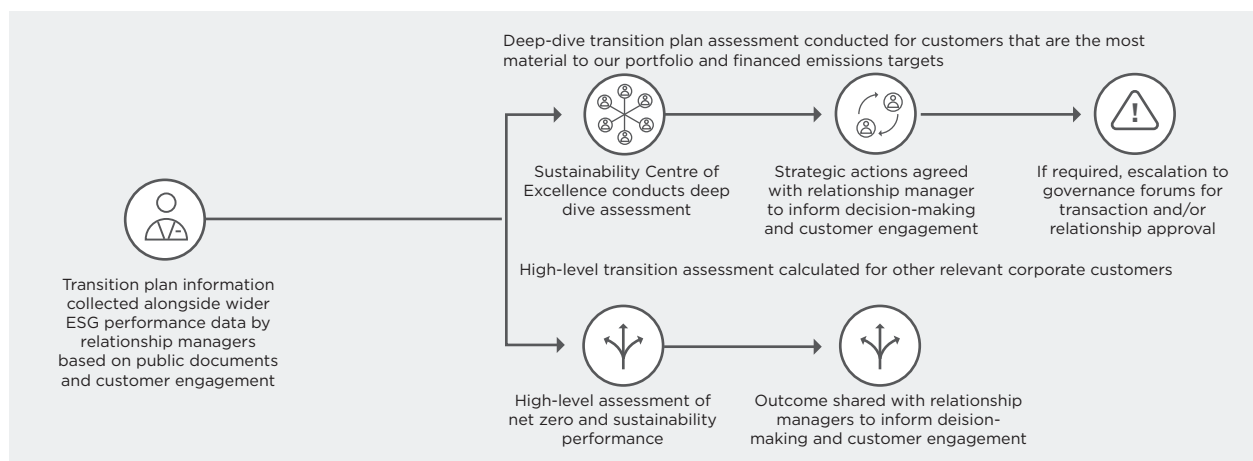 Deep-dive transition plan assessment conducted for customers that are the most
material to our portfolio and financed emissions targets
Transition plan information
collected alongside wider
ESG performance data by
relationship managers
based on public documents
and customer engagement
Sustainability Centre of
Excellence conducts deep
dive assessment
Strategic actions agreed
with relationship manager
to inform decision-making
and customer engagement
!
If required, escalation to
governance forums for
transaction and/or
relationship approval
High-level transition assessment calculated for other relevant corporate customers
High-level assessment of
net zero and sustainability
performance
Outcome shared with relationship
managers to inform deision-
making and customer engagement